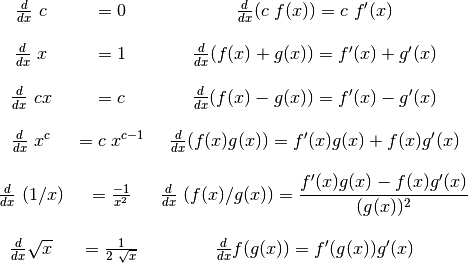 d/dx c = 0 d/dx (c f(x)) = c f′(x)
d/dx x = 1 d/dx (f(x) + g(x)) = f′(x) + g′(x)
d/dx cx = c d/dx (f(x) − g(x)) = f′(x) − g′(x)
d/dx x^c = c x^(c−1) d/dx (f(x)g(x)) = f′(x)g(x) + f(x)g′(x)
d/dx (1/x) = −1/x² d/dx (f(x)/g(x)) = (f′(x)g(x) − f(x)g′(x))/(g(x))²
d/dx √x = 1/(2 √x) d/dx f(g(x)) = f′(g(x))g′(x)